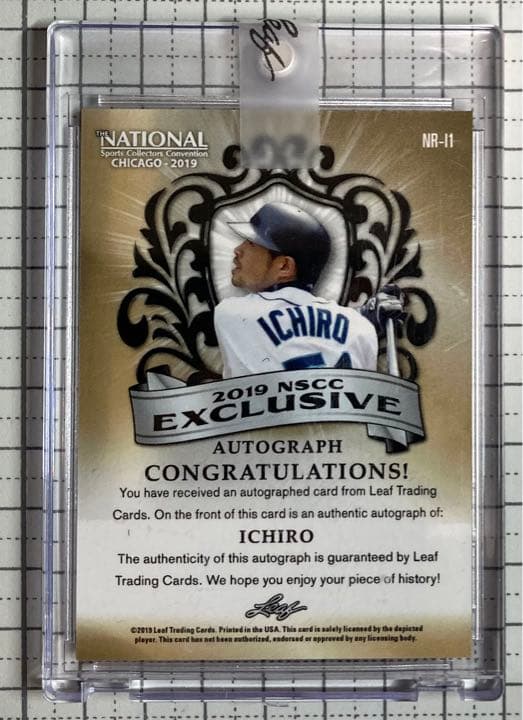 Leaf
THE
NATIONAL
Sports Collectors Convention
CHICAGO - 2019
NR-I1
ICHIRO
51
2019 NSCC
EXCLUSIVE
AUTOGRAPH
CONGRATULATIONS!
You have received an autographed card from Leaf Trading
Cards. On the front of this card is an authentic autograph of:
ICHIRO
The authenticity of this autograph is guaranteed by Leaf
Trading Cards. We hope you enjoy your piece of history!
Leaf
©2019 Leaf Trading Cards. Printed in the USA. This card is solely licensed by the depicted
player. This card has not been authorized, endorsed or approved by any licensing body.